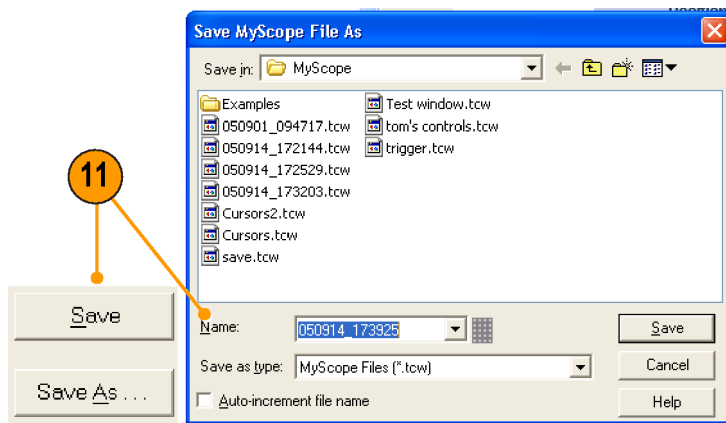 Save MyScope File As
Save in: MyScope
Examples
050901_094717.tcw
050914_172144.tcw
050914_172529.tcw
050914_173203.tcw
Cursors2.tcw
Cursors.tcw
save.tcw
Test window.tcw
tom's controls.tcw
trigger.tcw
11
Save
Save As . . .
Name: 050914_173925 Save
Save as type: MyScope Files (*.tcw) Cancel
Auto-increment file name Help